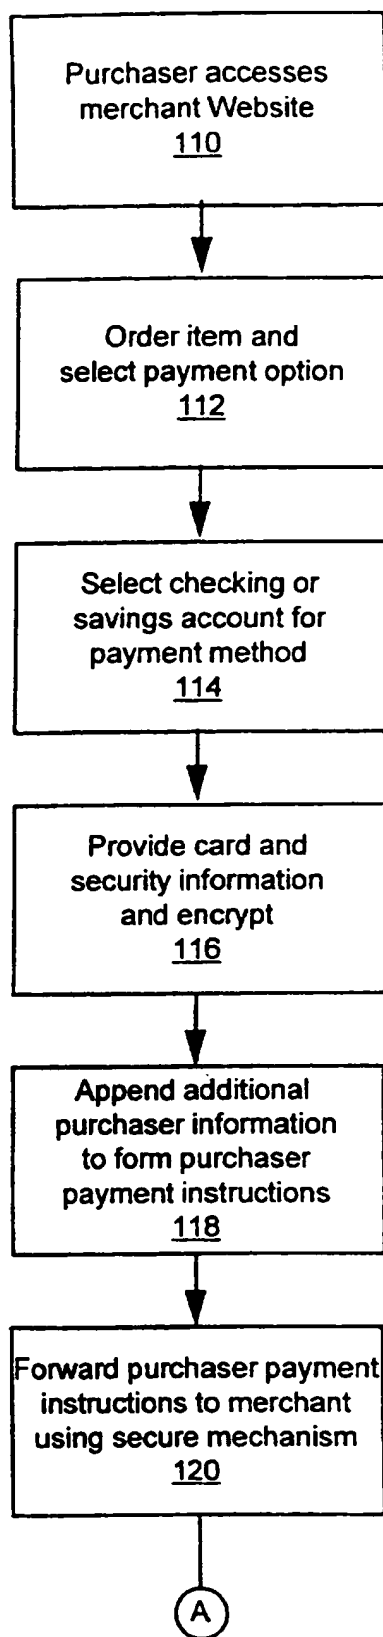 Purchaser accesses
merchant Website
110
Order item and
select payment option
112
Select checking or
savings account for
payment method
114
Provide card and
security information
and encrypt
116
Append additional
purchaser information
to form purchaser
payment instructions
118
Forward purchaser payment
instructions to merchant
using secure mechanism
120
A